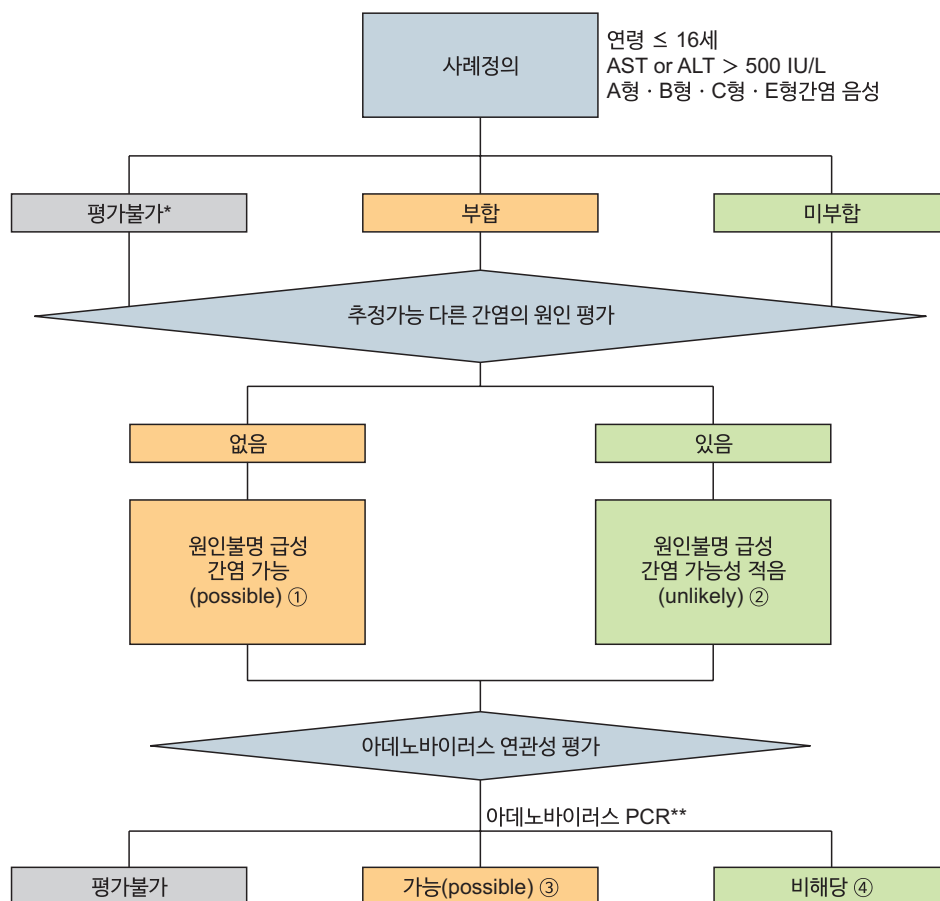 사례정의
연령 ≤ 16세
AST or ALT > 500 IU/L
A형 · B형 · C형 · E형간염 음성
평가불가*
부합
미부합
추정가능 다른 간염의 원인 평가
없음
있음
원인불명 급성
간염 가능
(possible) ①
원인불명 급성
간염 가능성 적음
(unlikely) ②
아데노바이러스 연관성 평가
아데노바이러스 PCR**
평가불가
가능(possible) ③
비해당 ④